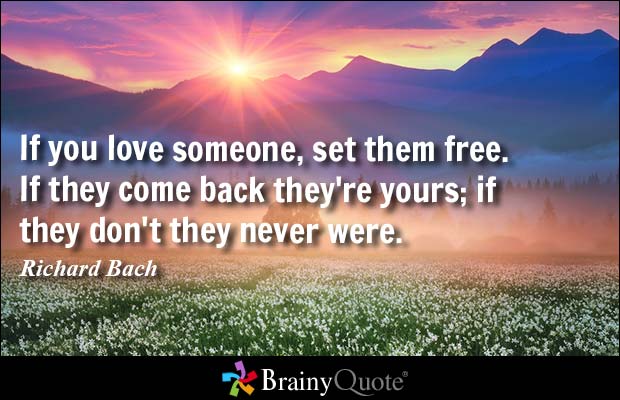 If you love someone, set them free.
If they come back they're yours; if
they don't they never were.
Richard Bach
BrainyQuote®